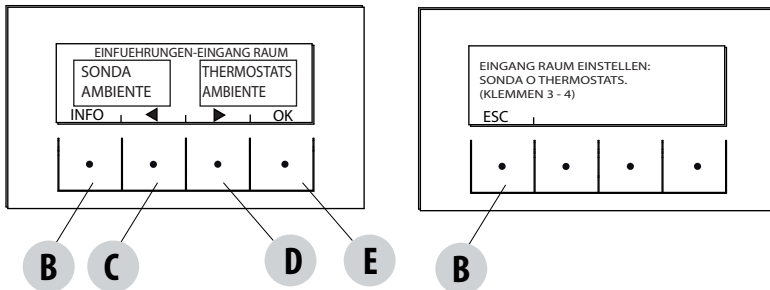 EINFUEHRUNGEN-EINGANG RAUM
SONDA
AMBIENTE
THERMOSTATS
AMBIENTE
INFO ◀ ▶ OK
B C D E
EINGANG RAUM EINSTELLEN:
SONDA O THERMOSTATS.
(KLEMMEN 3 - 4)
ESC
B